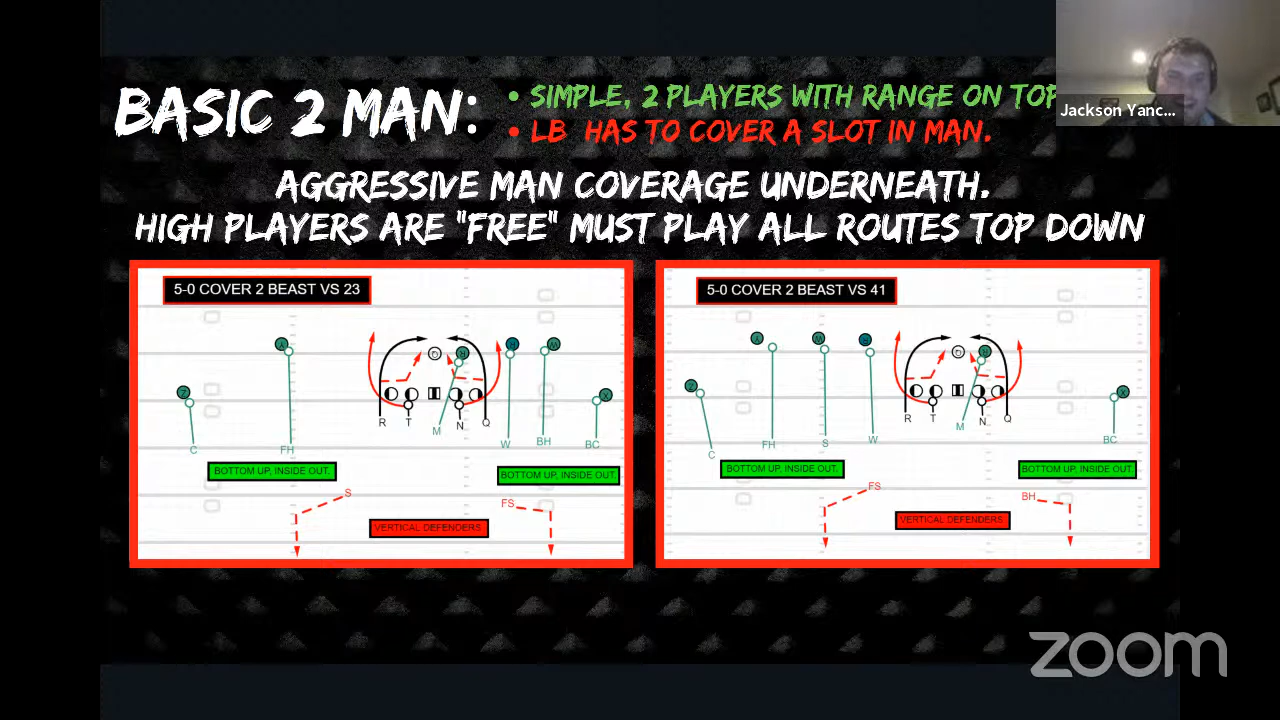 BASIC 2 MAN:
• SIMPLE, 2 PLAYERS WITH RANGE ON TOP
• LB HAS TO COVER A SLOT IN MAN.
Jackson Yanc...
AGGRESSIVE MAN COVERAGE UNDERNEATH.
HIGH PLAYERS ARE "FREE" MUST PLAY ALL ROUTES TOP DOWN
5-0 COVER 2 BEAST VS 23
R T M N Q
C FH W BH BC
BOTTOM UP, INSIDE OUT.
BOTTOM UP, INSIDE OUT.
S FS
VERTICAL DEFENDERS
5-0 COVER 2 BEAST VS 41
R T M N Q
C FH S W BC
BOTTOM UP, INSIDE OUT.
BOTTOM UP, INSIDE OUT.
FS BH
VERTICAL DEFENDERS
zoom